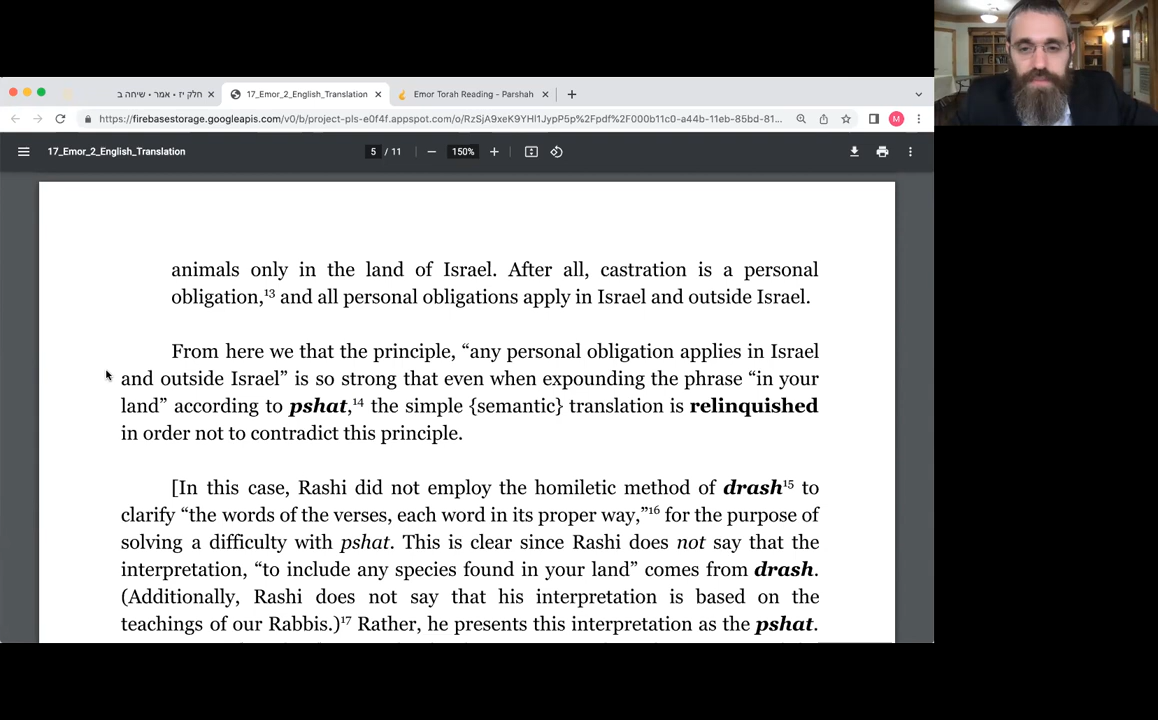 חלק יז • אמר • שיחה ב
17_Emor_2_English_Translation
Emor Torah Reading - Parshah
https://firebasestorage.googleapis.com/v0/b/project-pls-e0f4f.appspot.com/o/RzSjA9xeK9YHl1JypP5p%2Fpdf%2F000b11c0-a44b-11eb-85bd-81...
M
17_Emor_2_English_Translation
5 / 11
150%
animals only in the land of Israel. After all, castration is a personal
obligation,¹³ and all personal obligations apply in Israel and outside Israel.
From here we that the principle, “any personal obligation applies in Israel
and outside Israel” is so strong that even when expounding the phrase “in your
land” according to pshat,¹⁴ the simple {semantic} translation is relinquished
in order not to contradict this principle.
[In this case, Rashi did not employ the homiletic method of drash¹⁵ to
clarify “the words of the verses, each word in its proper way,”¹⁶ for the purpose of
solving a difficulty with pshat. This is clear since Rashi does not say that the
interpretation, “to include any species found in your land” comes from drash.
(Additionally, Rashi does not say that his interpretation is based on the
teachings of our Rabbis.)¹⁷ Rather, he presents this interpretation as the pshat.